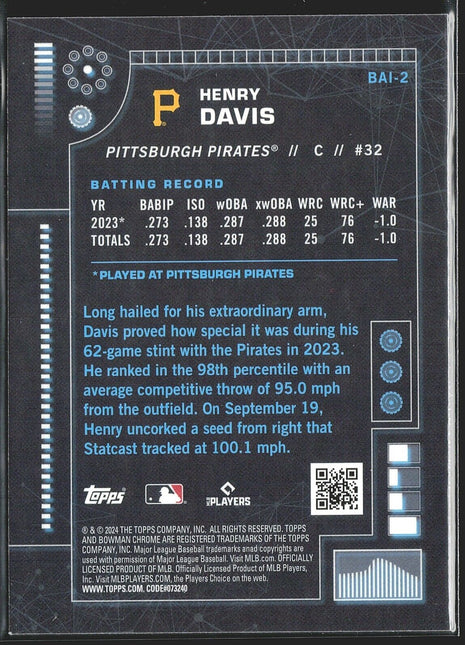 BAI-2
P HENRY
DAVIS
PITTSBURGH PIRATES® // C // #32
BATTING RECORD
YR BABIP ISO wOBA xwOBA WRC WRC+ WAR
2023* .273 .138 .287 .288 25 76 -1.0
TOTALS .273 .138 .287 .288 25 76 -1.0
*PLAYED AT PITTSBURGH PIRATES
Long hailed for his extraordinary arm,
Davis proved how special it was during his
62-game stint with the Pirates in 2023.
He ranked in the 98th percentile with an
average competitive throw of 95.0 mph
from the outfield. On September 19,
Henry uncorked a seed from right that
Statcast tracked at 100.1 mph.
Topps PLAYERS
® & © 2024 THE TOPPS COMPANY, INC. ALL RIGHTS RESERVED. TOPPS
AND BOWMAN CHROME ARE REGISTERED TRADEMARKS OF THE TOPPS
COMPANY, INC. Major League Baseball trademarks and copyrights are
used with permission of Major League Baseball. Visit MLB.com. OFFICIALLY
LICENSED PRODUCT OF MLB. Officially Licensed Product of MLB Players,
Inc. Visit MLBPLAYERS.com, the Players Choice on the web.
WWW.TOPPS.COM. CODE#073240